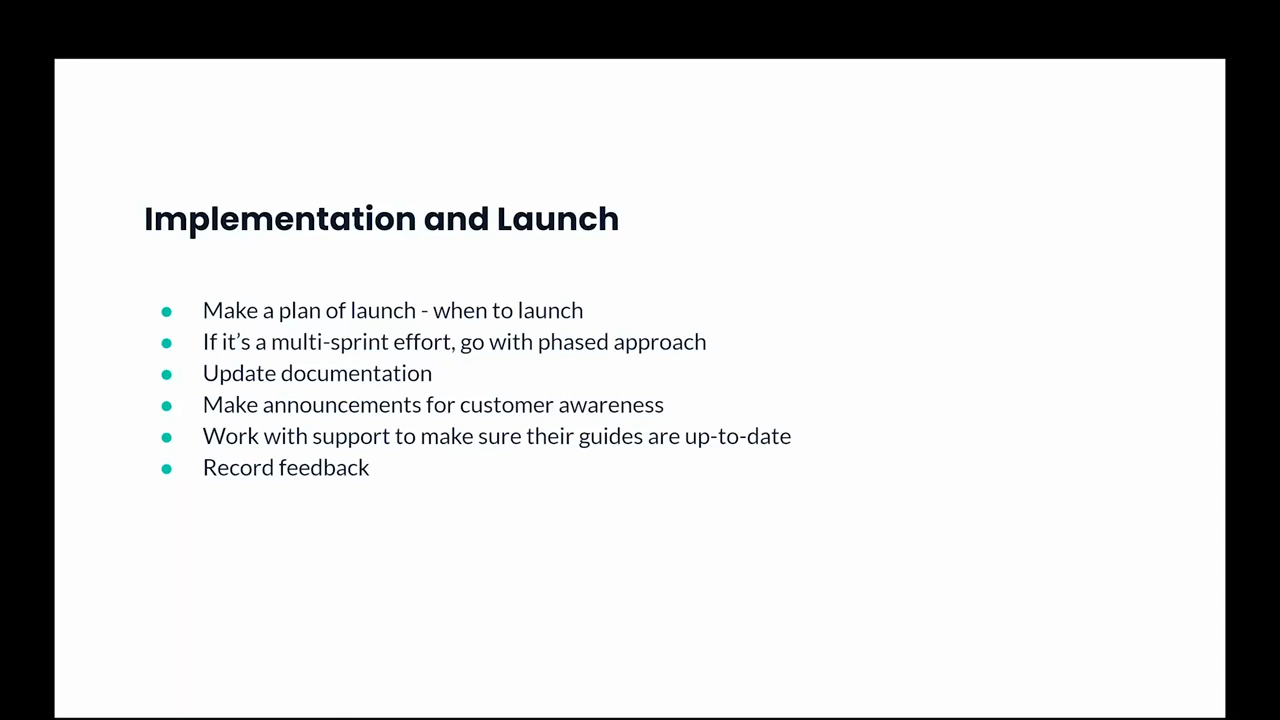 Implementation and Launch
Make a plan of launch - when to launch
If it’s a multi-sprint effort, go with phased approach
Update documentation
Make announcements for customer awareness
Work with support to make sure their guides are up-to-date
Record feedback